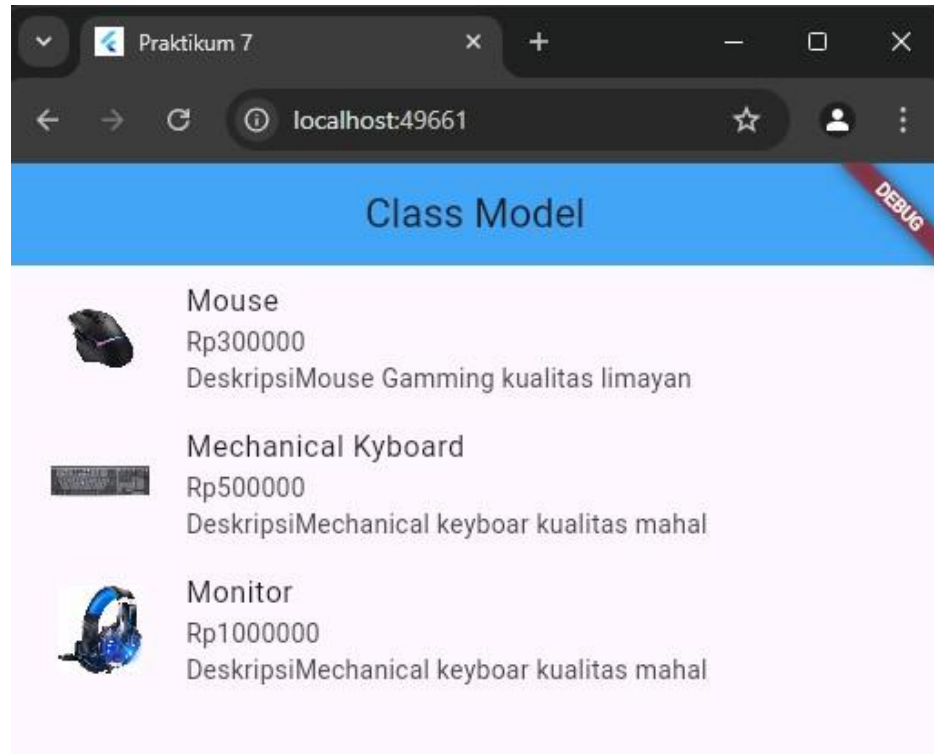 Praktikum 7
localhost:49661
Class Model
DEBUG
Mouse
Rp300000
DeskripsiMouse Gamming kualitas limayan
Mechanical Kyboard
Rp500000
DeskripsiMechanical keyboar kualitas mahal
Monitor
Rp1000000
DeskripsiMechanical keyboar kualitas mahal